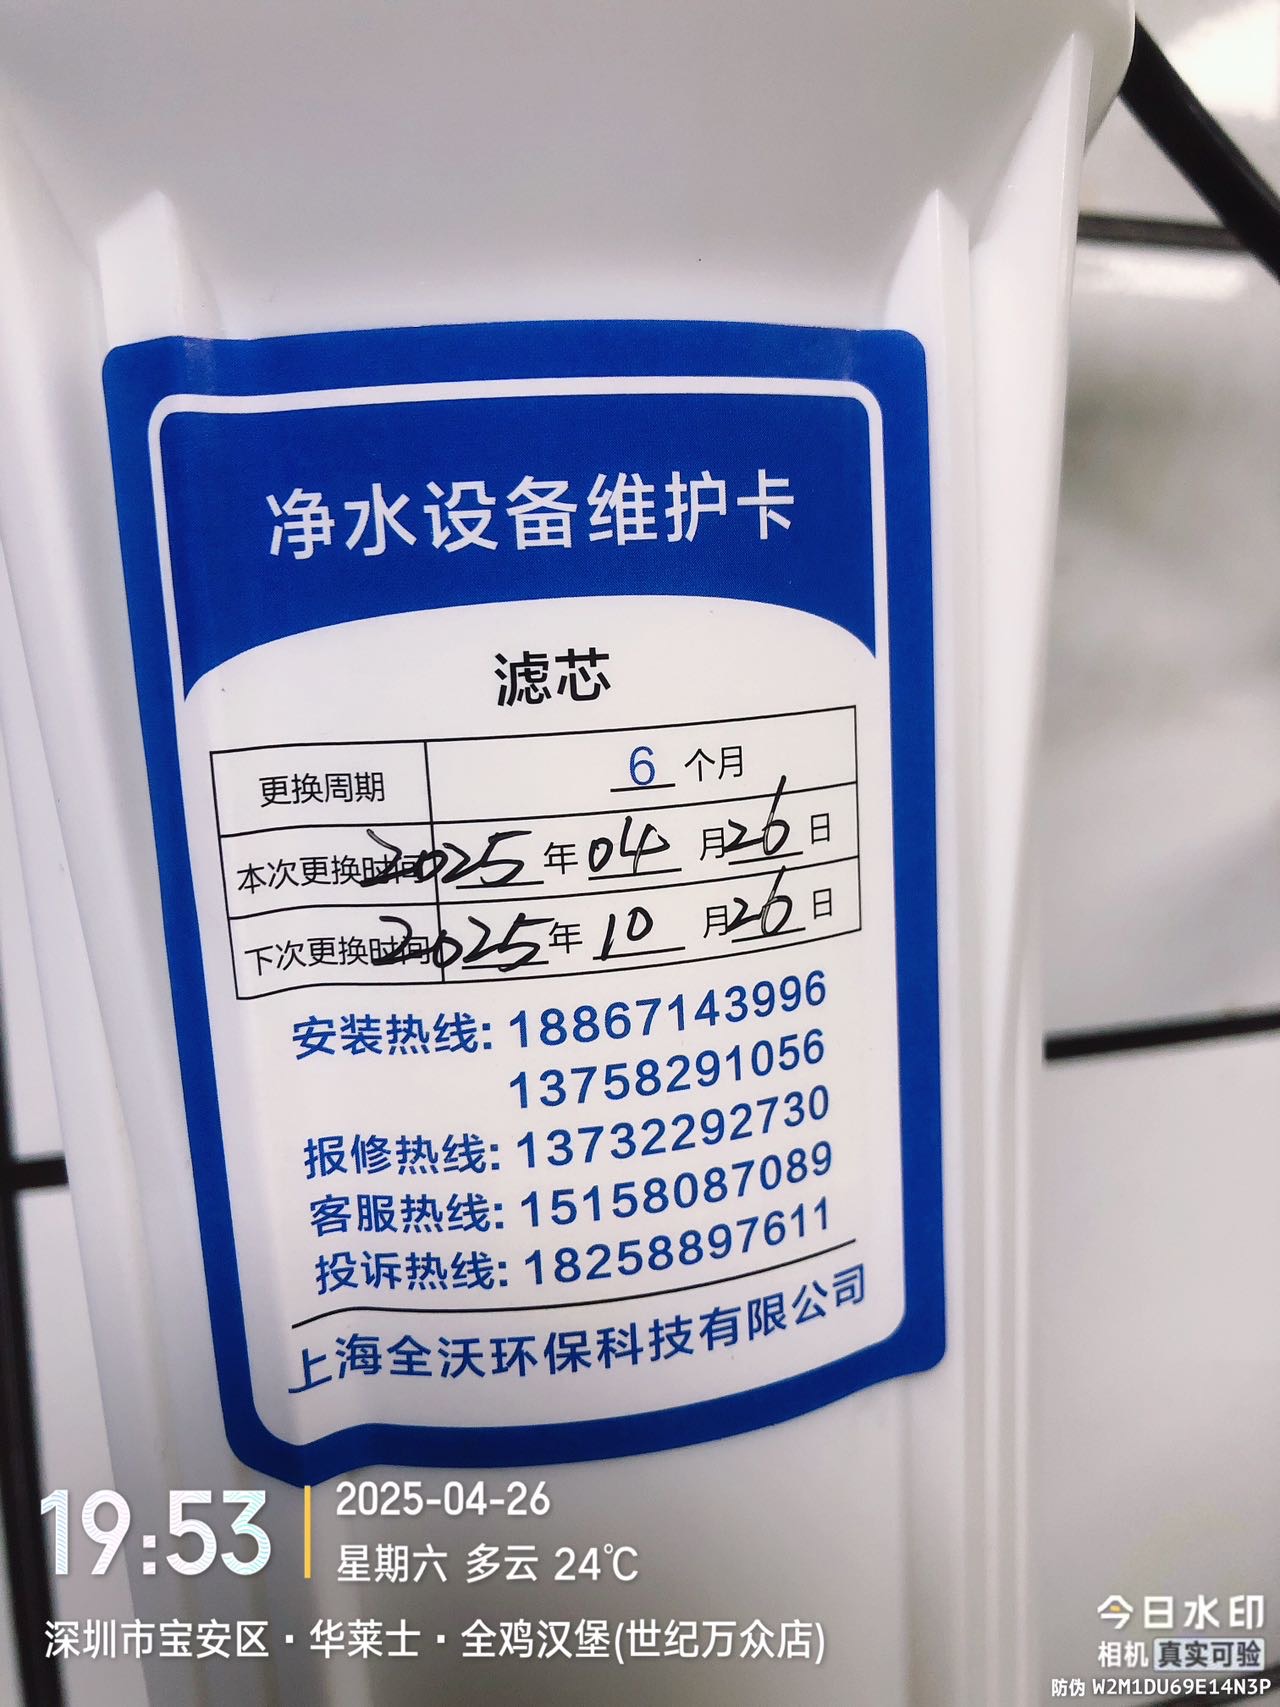 净水设备维护卡
滤芯
更换周期 6 个月
本次更换时间 2025 年 04 月 26 日
下次更换时间 2025 年 10 月 26 日
安装热线: 18867143996
13758291056
报修热线: 13732292730
客服热线: 15158087089
投诉热线: 18258897611
上海全沃环保科技有限公司
19:53
2025-04-26
星期六 多云 24℃
深圳市宝安区·华莱士·全鸡汉堡(世纪万众店)
今日水印
相机 真实可验
防伪 W2M1DU69E14N3P